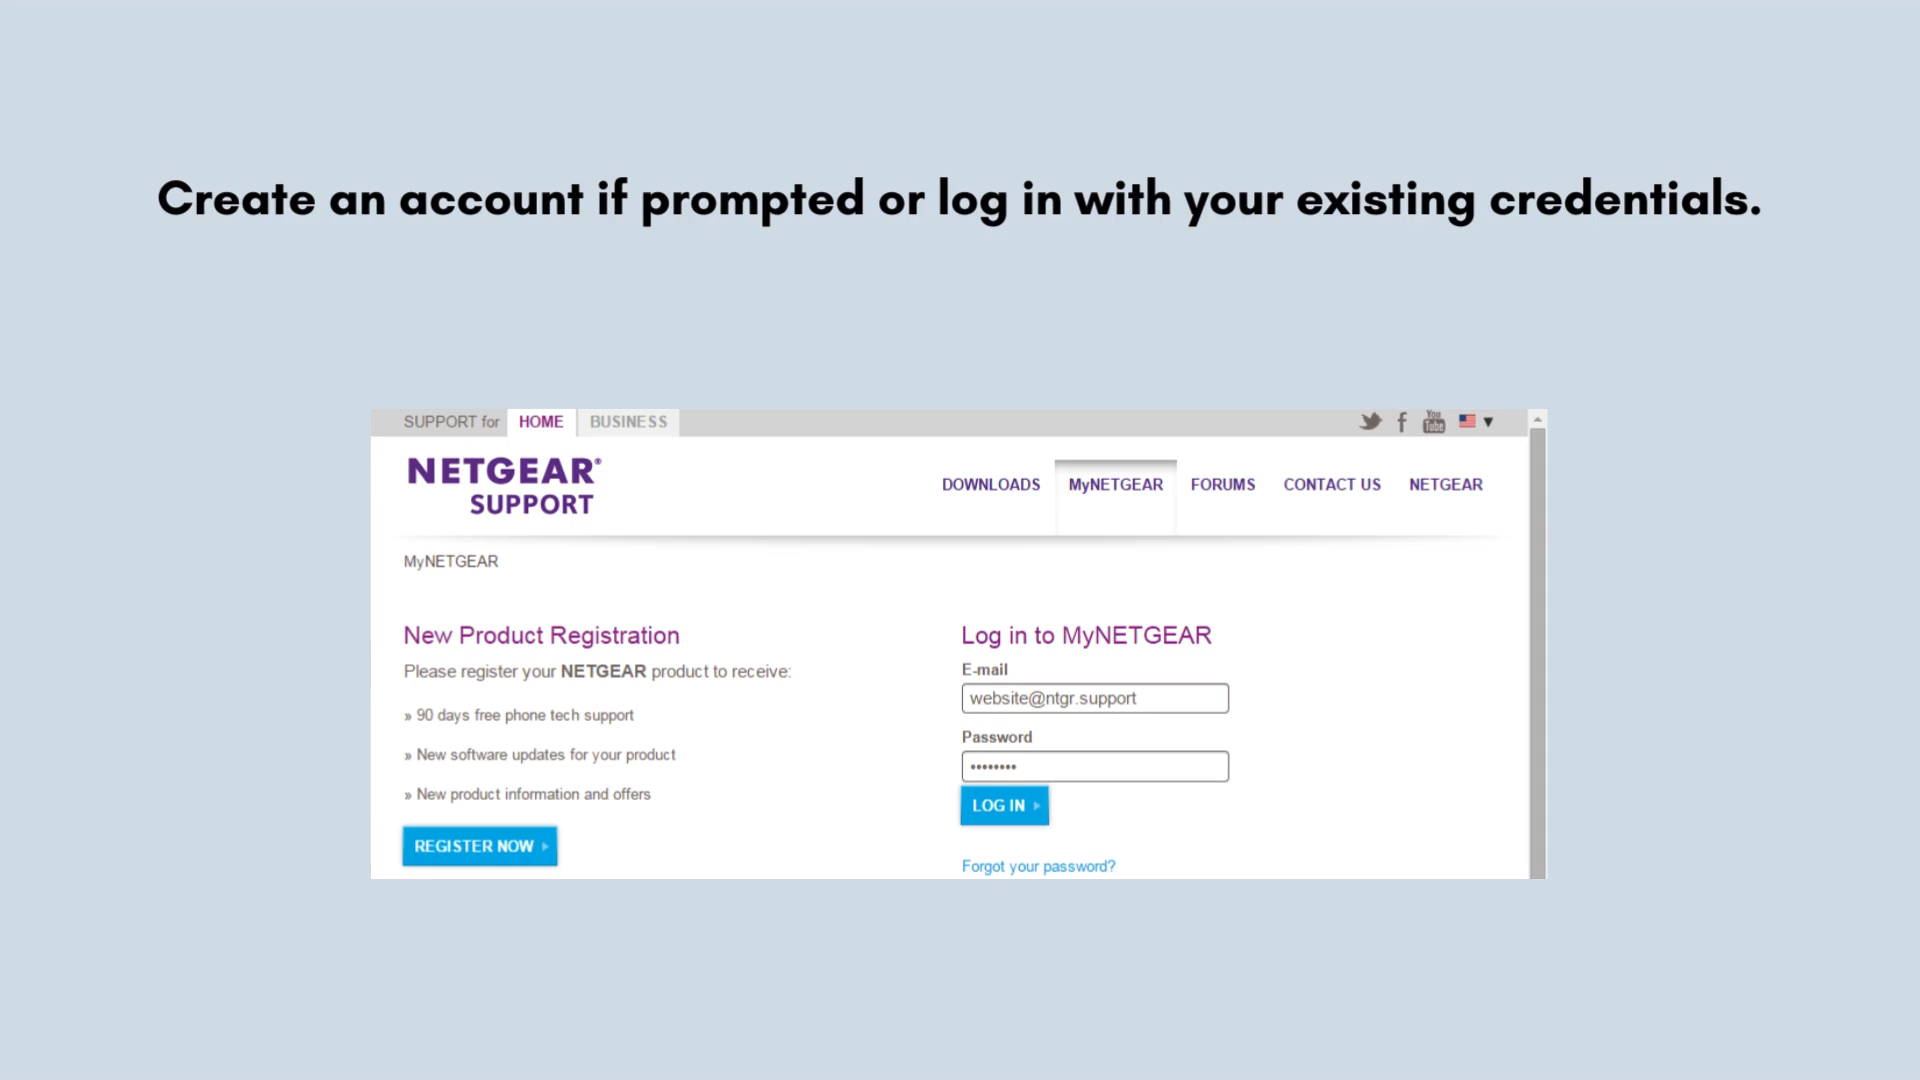 Create an account if prompted or log in with your existing credentials.
SUPPORT for HOME BUSINESS
You
Tube
NETGEAR®
SUPPORT
DOWNLOADS MyNETGEAR FORUMS CONTACT US NETGEAR
MyNETGEAR
New Product Registration
Please register your NETGEAR product to receive:
» 90 days free phone tech support
» New software updates for your product
» New product information and offers
REGISTER NOW
Log in to MyNETGEAR
E-mail
website@ntgr.support
Password
••••••••
LOG IN
Forgot your password?